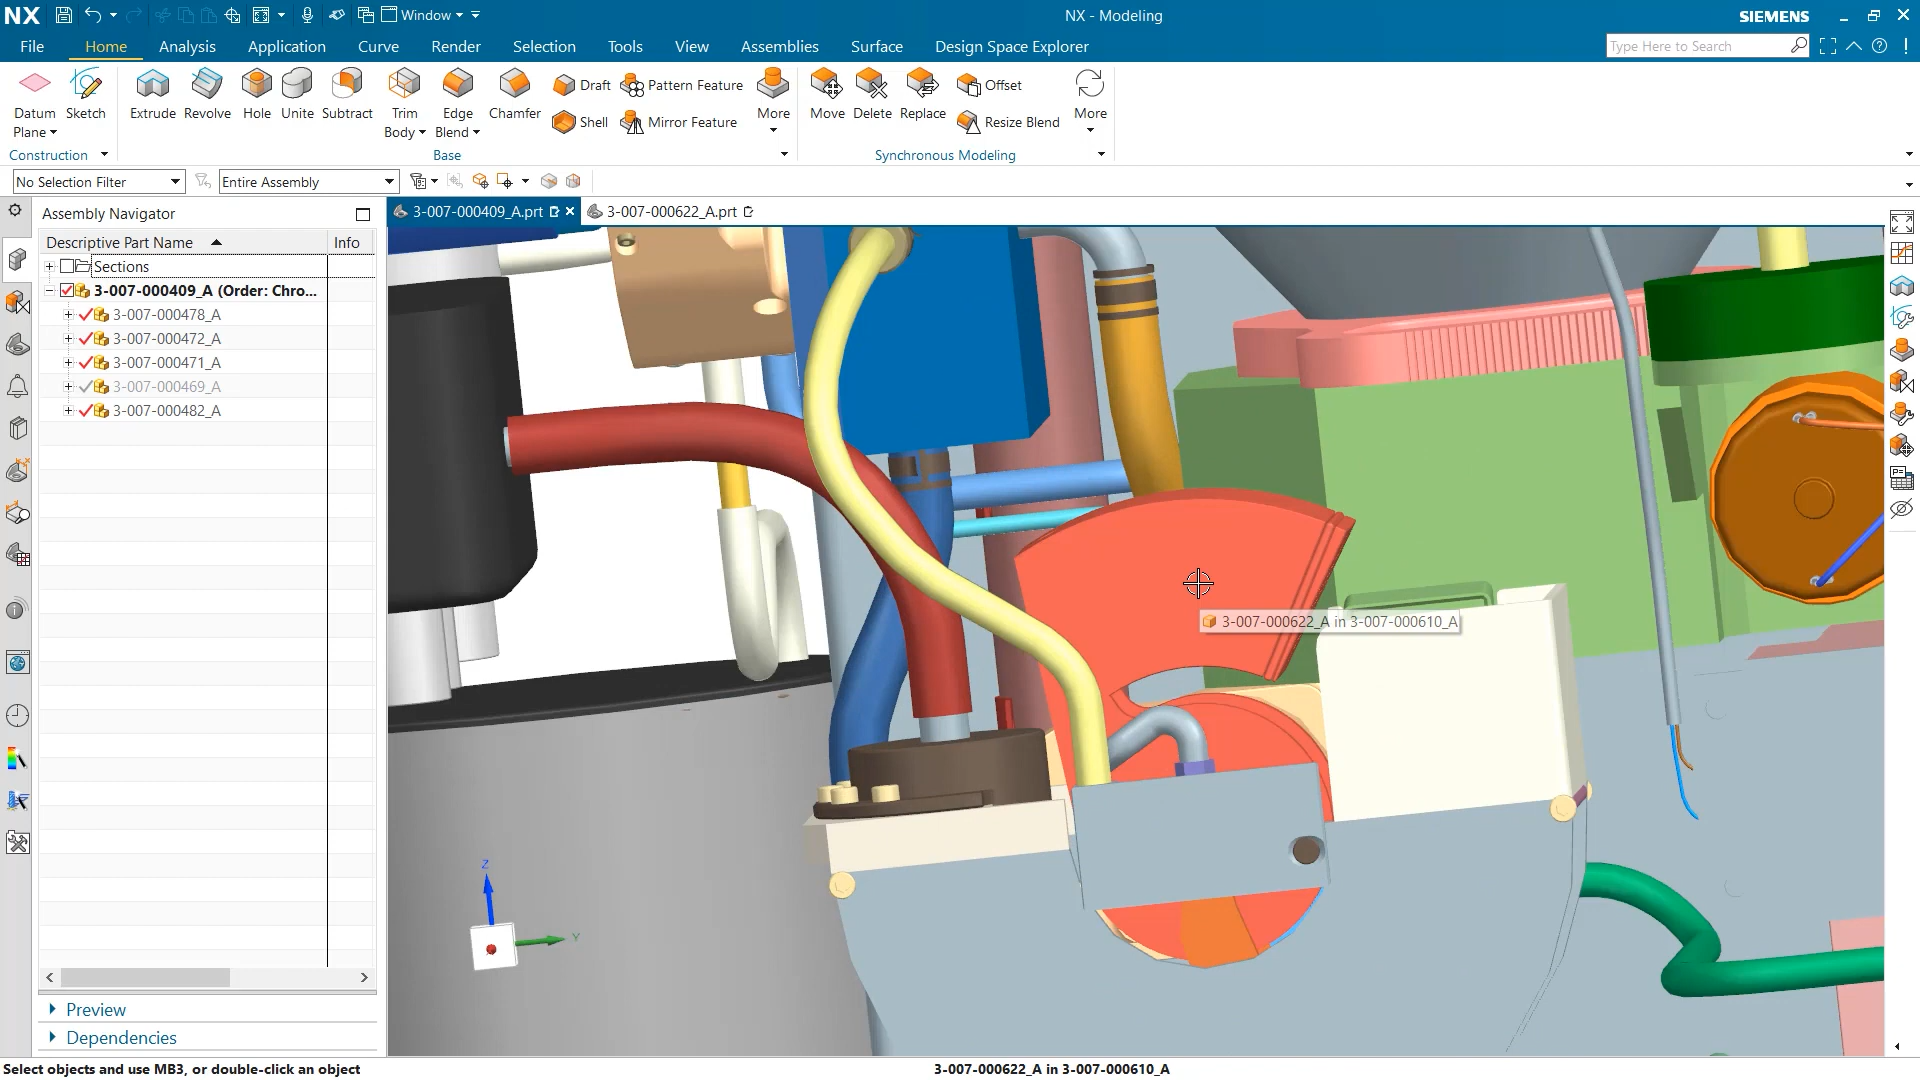 NX
Window
NX - Modeling
SIEMENS
File
Home
Analysis
Application
Curve
Render
Selection
Tools
View
Assemblies
Surface
Design Space Explorer
Type Here to Search
Datum
Plane
Sketch
Extrude
Revolve
Hole
Unite
Subtract
Trim
Body
Edge
Blend
Chamfer
Draft
Shell
Pattern Feature
Mirror Feature
More
Move
Delete
Replace
Offset
Resize Blend
More
Construction
Base
Synchronous Modeling
No Selection Filter
Entire Assembly
Assembly Navigator
3-007-000409_A.prt
3-007-000622_A.prt
Descriptive Part Name
Info
Sections
3-007-000409_A (Order: Chro...
3-007-000478_A
3-007-000472_A
3-007-000471_A
3-007-000469_A
3-007-000482_A
3-007-000622_A in 3-007-000610_A
Z
Y
Preview
Dependencies
Select objects and use MB3, or double-click an object
3-007-000622_A in 3-007-000610_A